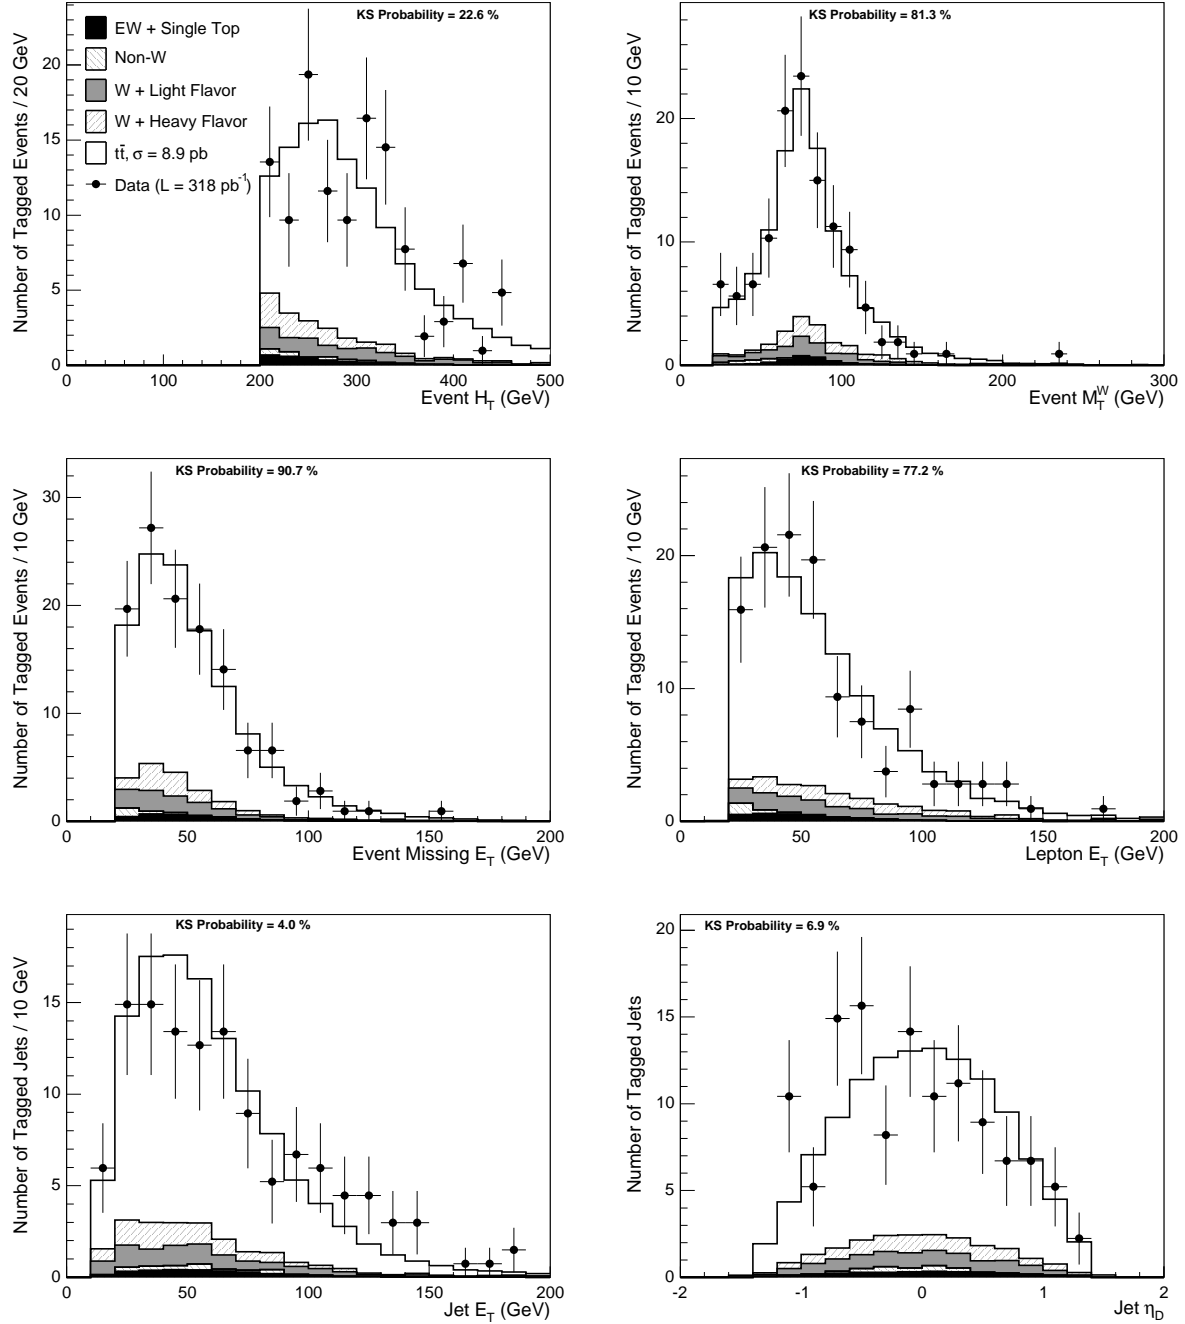 KS Probability = 22.6 %
EW + Single Top
Non-W
W + Light Flavor
W + Heavy Flavor
tt̄, σ = 8.9 pb
Data (L = 318 pb⁻¹)
Number of Tagged Events / 20 GeV
20
15
10
5
0
0 100 200 300 400 500
Event H_T (GeV)
KS Probability = 81.3 %
Number of Tagged Events / 10 GeV
20
10
0
0 100 200 300
Event M_T^W (GeV)
KS Probability = 90.7 %
Number of Tagged Events / 10 GeV
30
20
10
0
0 50 100 150 200
Event Missing E_T (GeV)
KS Probability = 77.2 %
Number of Tagged Events / 10 GeV
20
10
0
0 50 100 150 200
Lepton E_T (GeV)
KS Probability = 4.0 %
Number of Tagged Jets / 10 GeV
15
10
5
0
0 50 100 150 200
Jet E_T (GeV)
KS Probability = 6.9 %
Number of Tagged Jets
20
15
10
5
0
-2 -1 0 1 2
Jet η_D